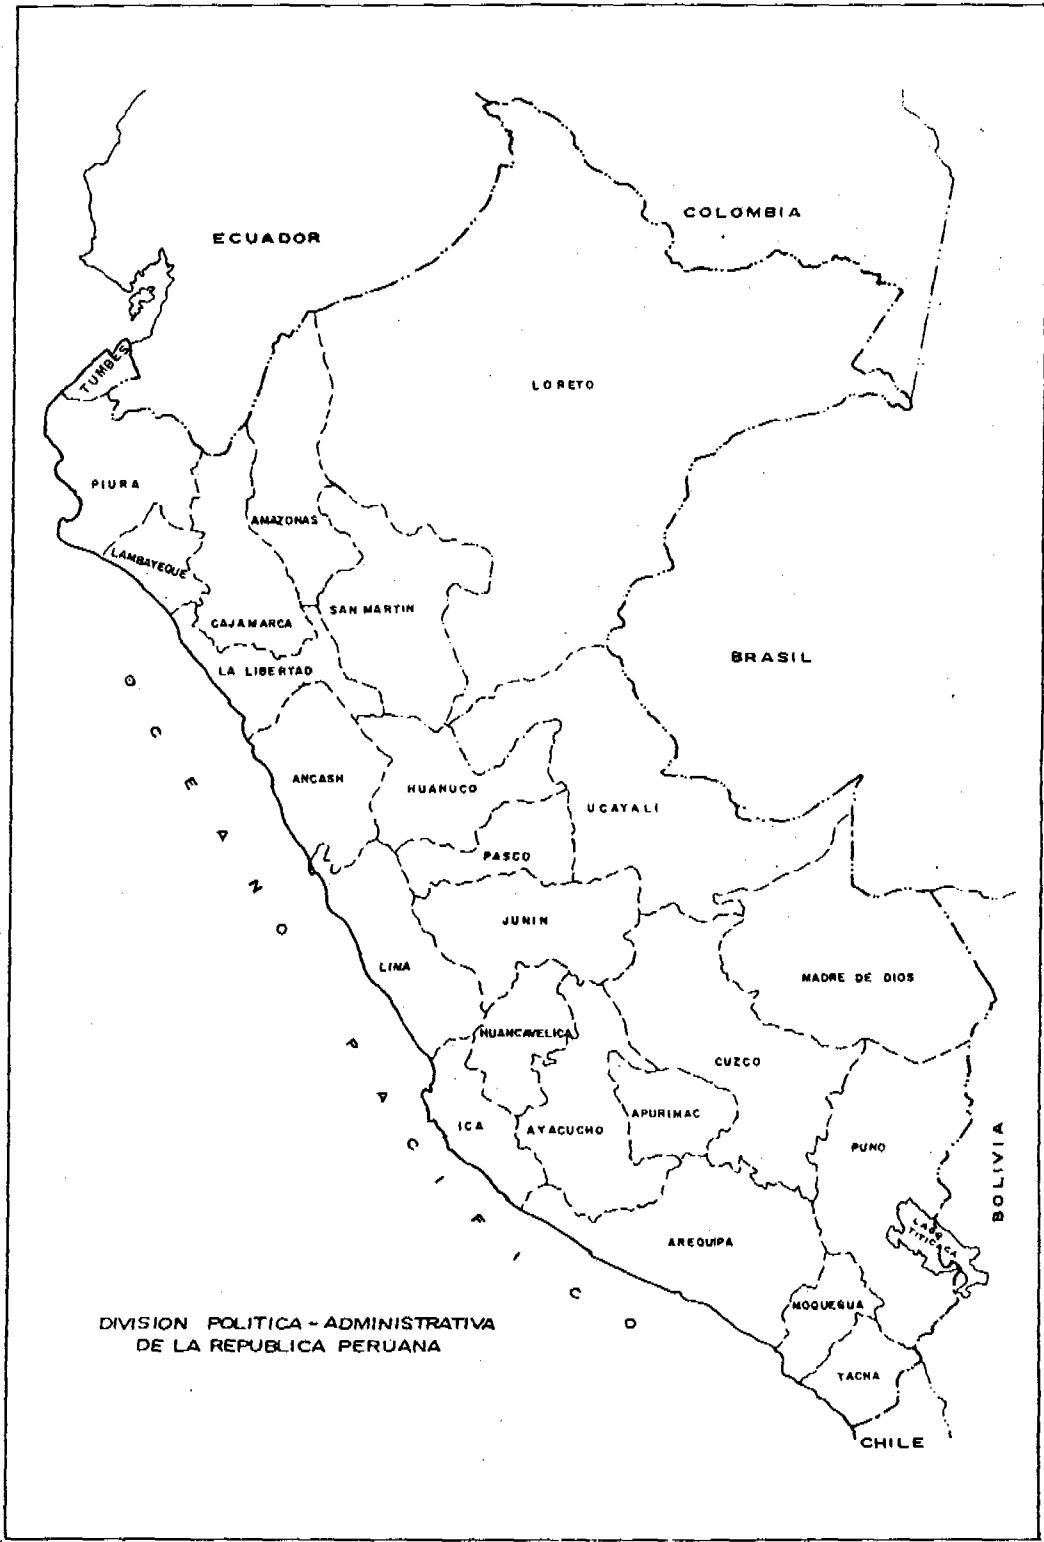 COLOMBIA
ECUADOR
TUMBES
LORETO
PIURA
AMAZONAS
LAMBAYEQUE
SAN MARTIN
CAJAMARCA
BRASIL
LA LIBERTAD
OCEANO PACIFICO
ANCASH
HUANUCO
UCAYALI
PASCO
JUNIN
LIMA
MADRE DE DIOS
HUANCAVELICA
CUZCO
ICA
AYACUCHO
APURIMAC
PUNO
BOLIVIA
LAGO
TITICACA
AREQUIPA
MOQUEGUA
DIVISION POLITICA - ADMINISTRATIVA
DE LA REPUBLICA PERUANA
TACNA
CHILE